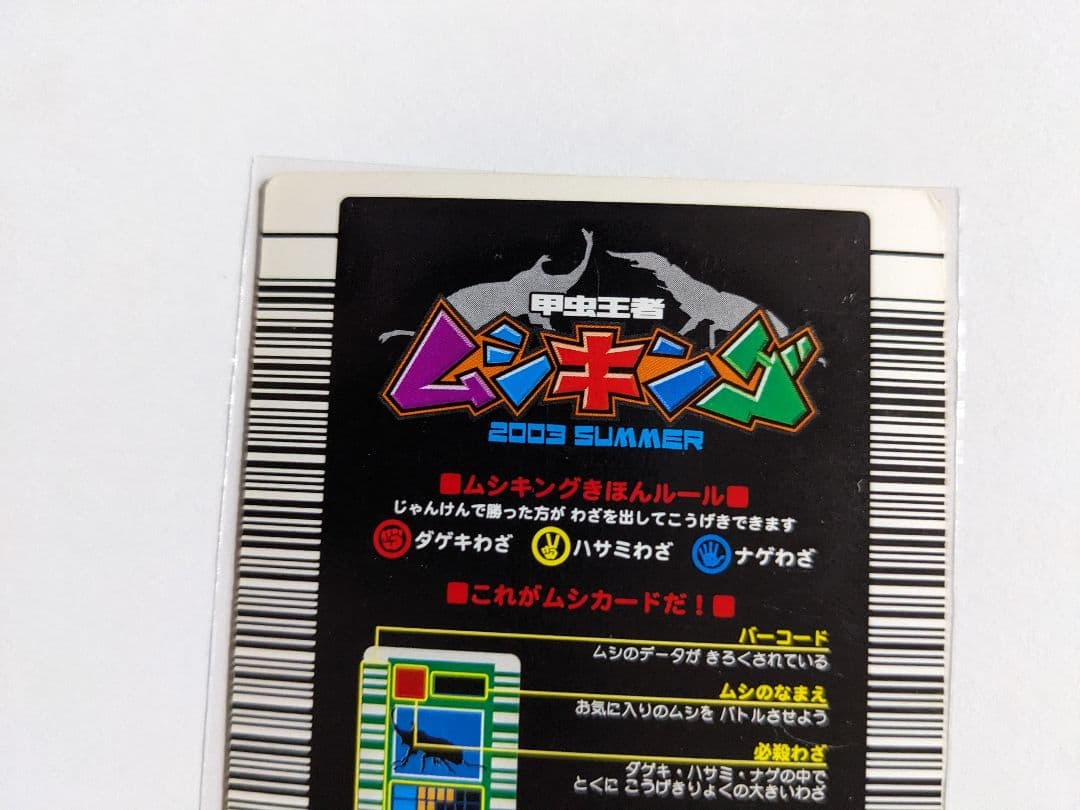 甲虫王者
ムシキング
2003 SUMMER
■ムシキングきほんルール■
じゃんけんで勝った方が わざを出してこうげきできます
ダゲキわざ ハサミわざ ナゲわざ
■これがムシカードだ！■
バーコード
ムシのデータが きろくされている
ムシのなまえ
お気に入りのムシを バトルさせよう
必殺わざ
ダゲキ・ハサミ・ナゲの中で
とくに こうげきりょくの大きいわざ